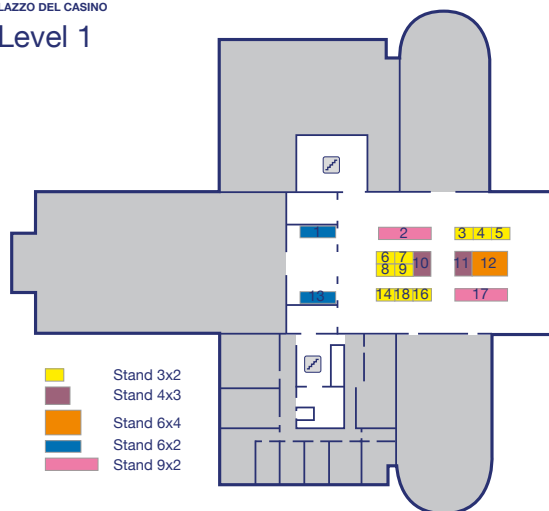 LAZZO DEL CASINO
Level 1
1 2 3 4 5
6 7
8 9 10 11 12
13 14 18 16 17
Stand 3x2
Stand 4x3
Stand 6x4
Stand 6x2
Stand 9x2